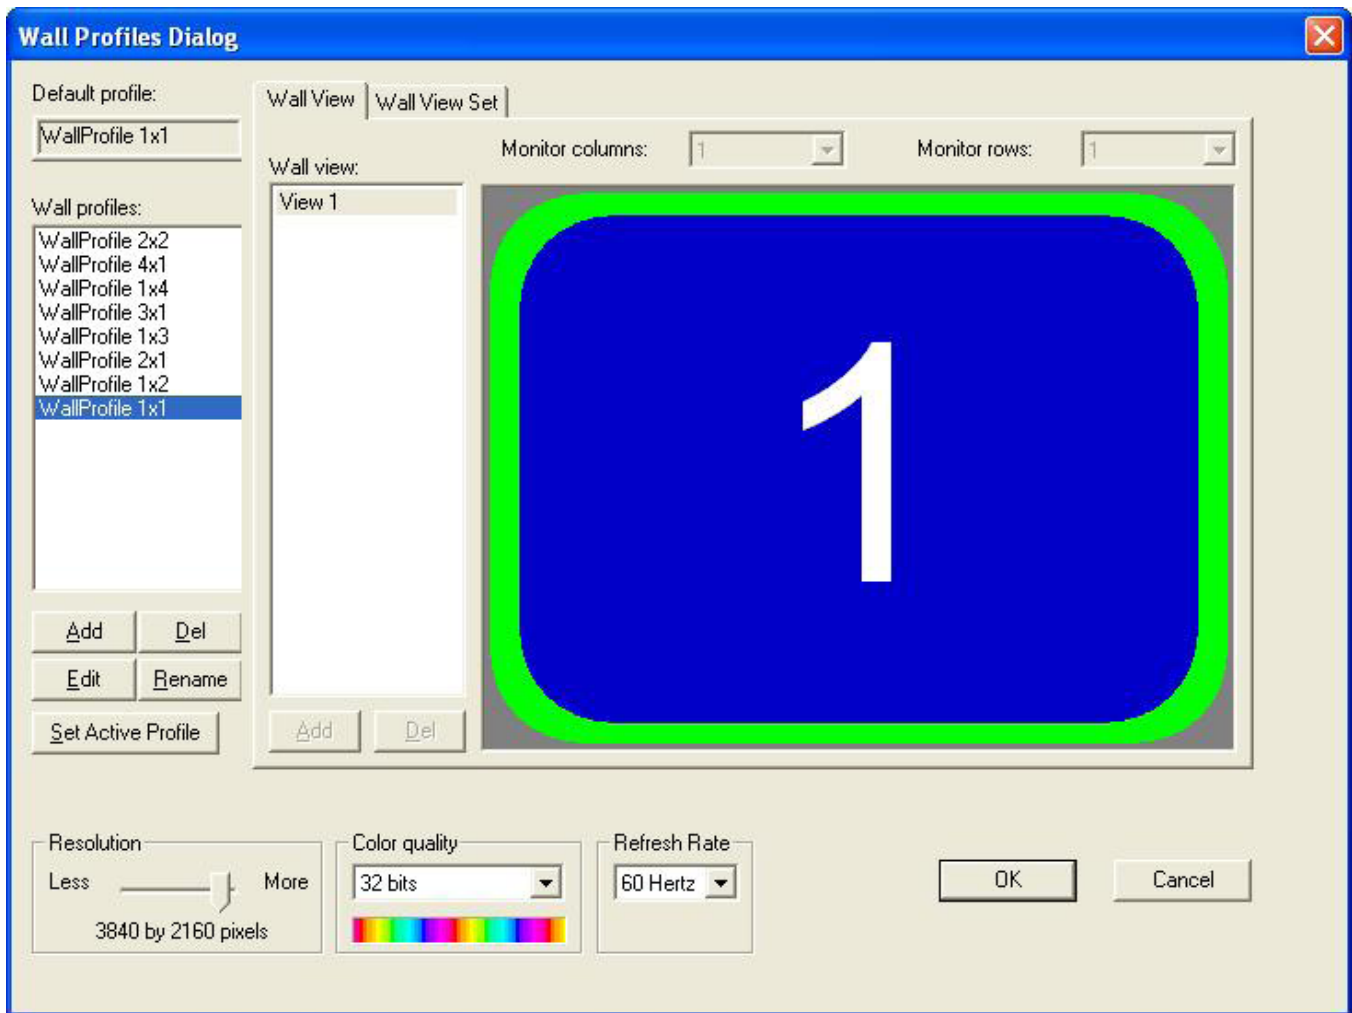 Wall Profiles Dialog
Default profile:
WallProfile 1x1
Wall profiles:
WallProfile 2x2
WallProfile 4x1
WallProfile 1x4
WallProfile 3x1
WallProfile 1x3
WallProfile 2x1
WallProfile 1x2
WallProfile 1x1
Add Del
Edit Rename
Set Active Profile
Wall View Wall View Set
Monitor columns: 1 Monitor rows: 1
Wall view:
View 1
1
Add Del
Resolution
Less More
3840 by 2160 pixels
Color quality
32 bits
Refresh Rate
60 Hertz
OK Cancel